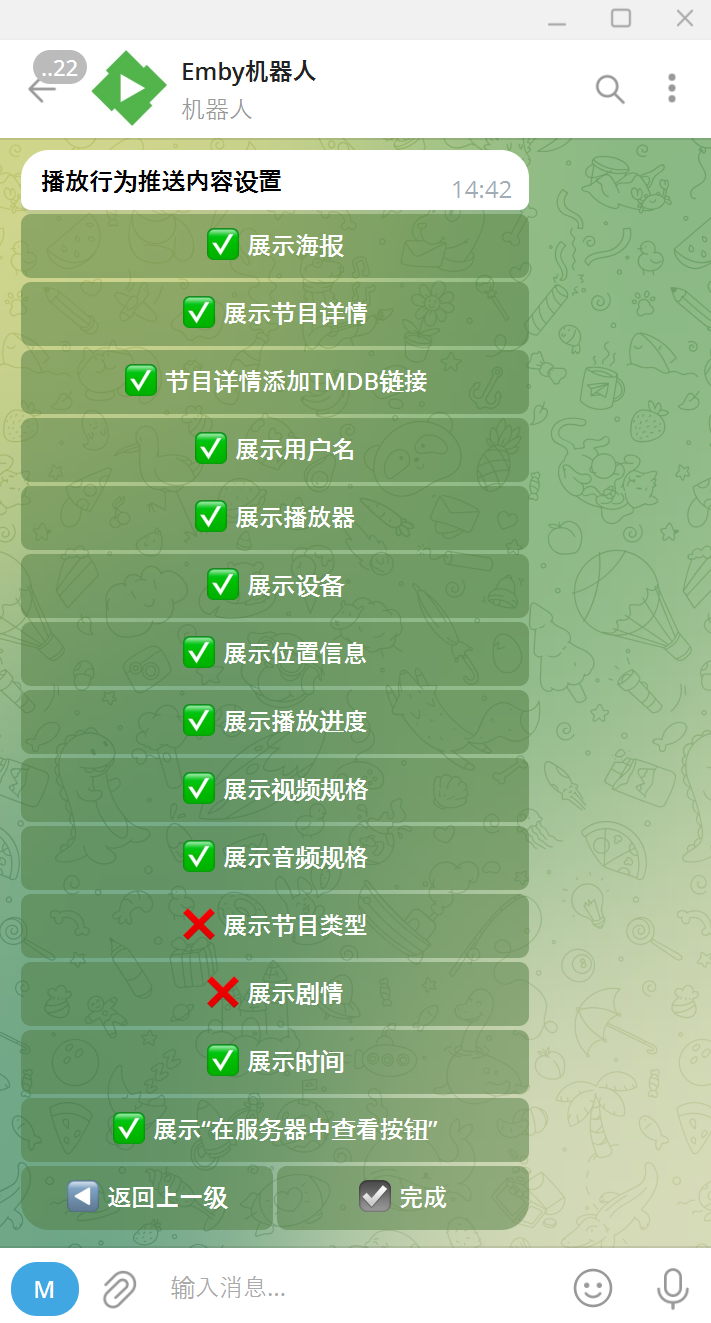 ..22
Emby机器人
机器人
播放行为推送内容设置
14:42
✅ 展示海报
✅ 展示节目详情
✅ 节目详情添加TMDB链接
✅ 展示用户名
✅ 展示播放器
✅ 展示设备
✅ 展示位置信息
✅ 展示播放进度
✅ 展示视频规格
✅ 展示音频规格
❌ 展示节目类型
❌ 展示剧情
✅ 展示时间
✅ 展示“在服务器中查看按钮”
◀️ 返回上一级
☑️ 完成
M
输入消息...